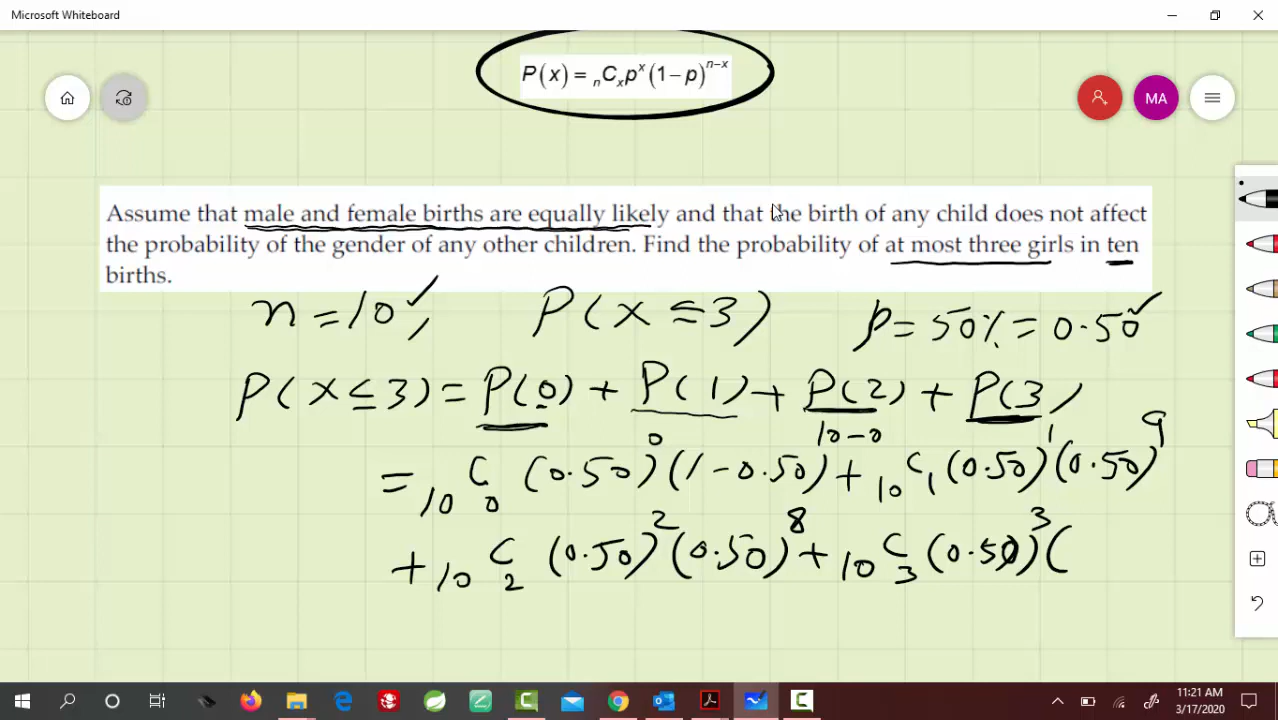 Microsoft Whiteboard
P(x) = ₙCₓpˣ(1−p)ⁿ⁻ˣ
MA
Assume that male and female births are equally likely and that the birth of any child does not affect
the probability of the gender of any other children. Find the probability of at most three girls in ten
births.
n = 10 ✓, P(x ≤ 3) p = 50% = 0.50 ✓
P(x ≤ 3) = P(0) + P(1) + P(2) + P(3)
= ₁₀C₀ (0.50)⁰ (1 − 0.50)¹⁰⁻⁰ + ₁₀C₁ (0.50)¹ (0.50)⁹
+ ₁₀C₂ (0.50)² (0.50)⁸ + ₁₀C₃ (0.50)³ (
11:21 AM
3/17/2020